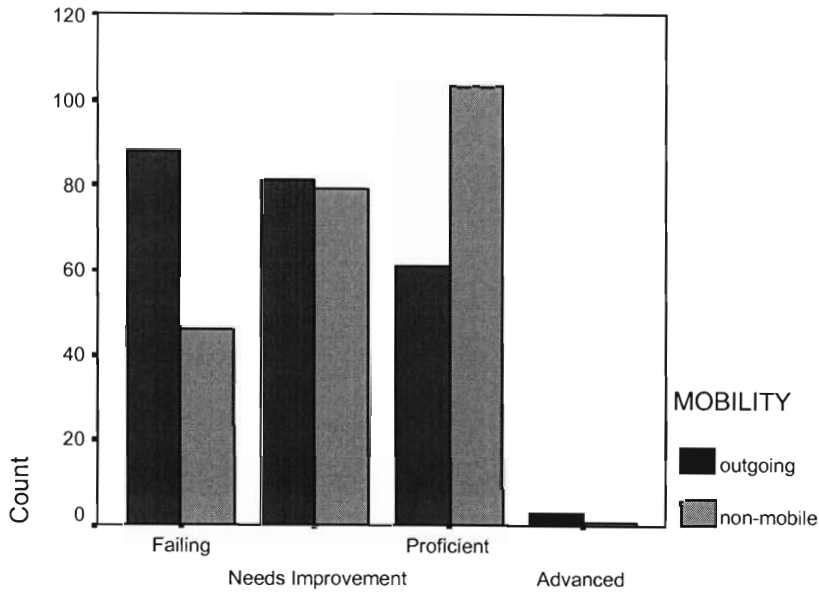 120
100
80
60
40
20
0
Count
Failing
Needs Improvement
Proficient
Advanced
MOBILITY
outgoing
non-mobile